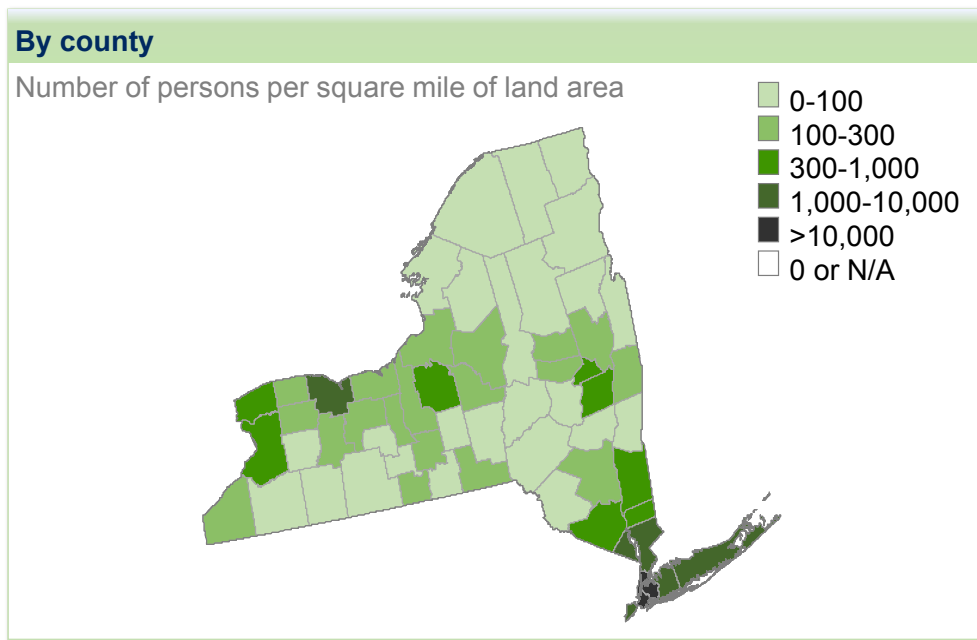 By county
Number of persons per square mile of land area
0-100
100-300
300-1,000
1,000-10,000
>10,000
0 or N/A